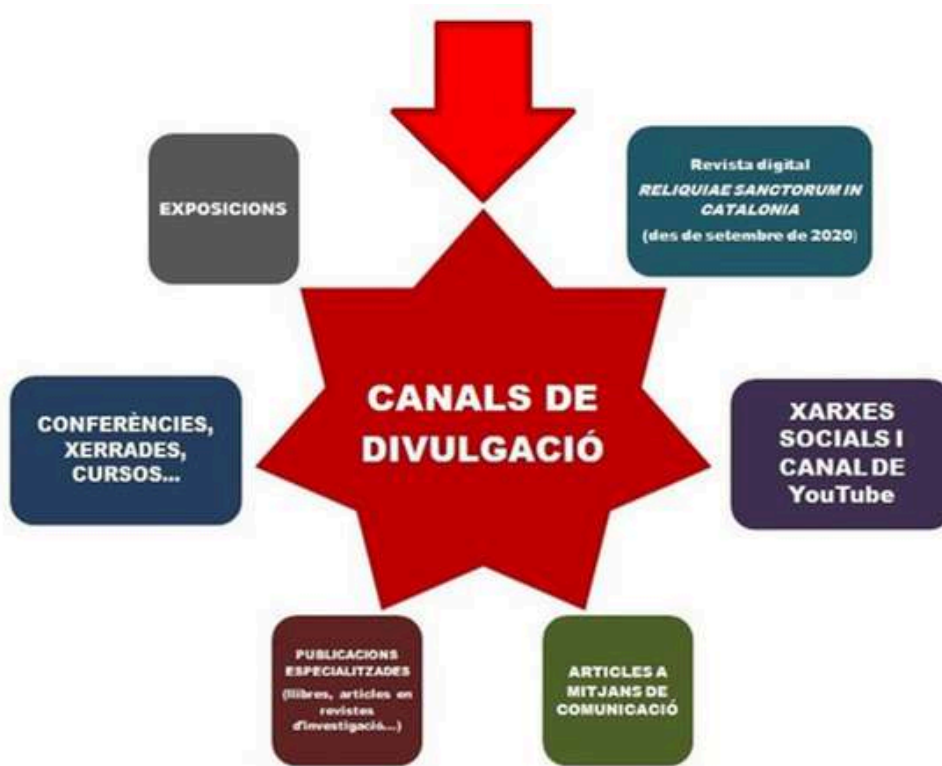 EXPOSICIONS
Revista digital
RELIQUIAE SANCTORUM IN
CATALONIA
(des de setembre de 2020)
CANALS DE
DIVULGACIÓ
CONFERÈNCIES,
XERRADES,
CURSOS...
XARXES
SOCIALS I
CANAL DE
YouTube
PUBLICACIONS
ESPECIALITZADES
(llibres, articles en
revistes
d'investigació...)
ARTICLES A
MITJANS DE
COMUNICACIÓ